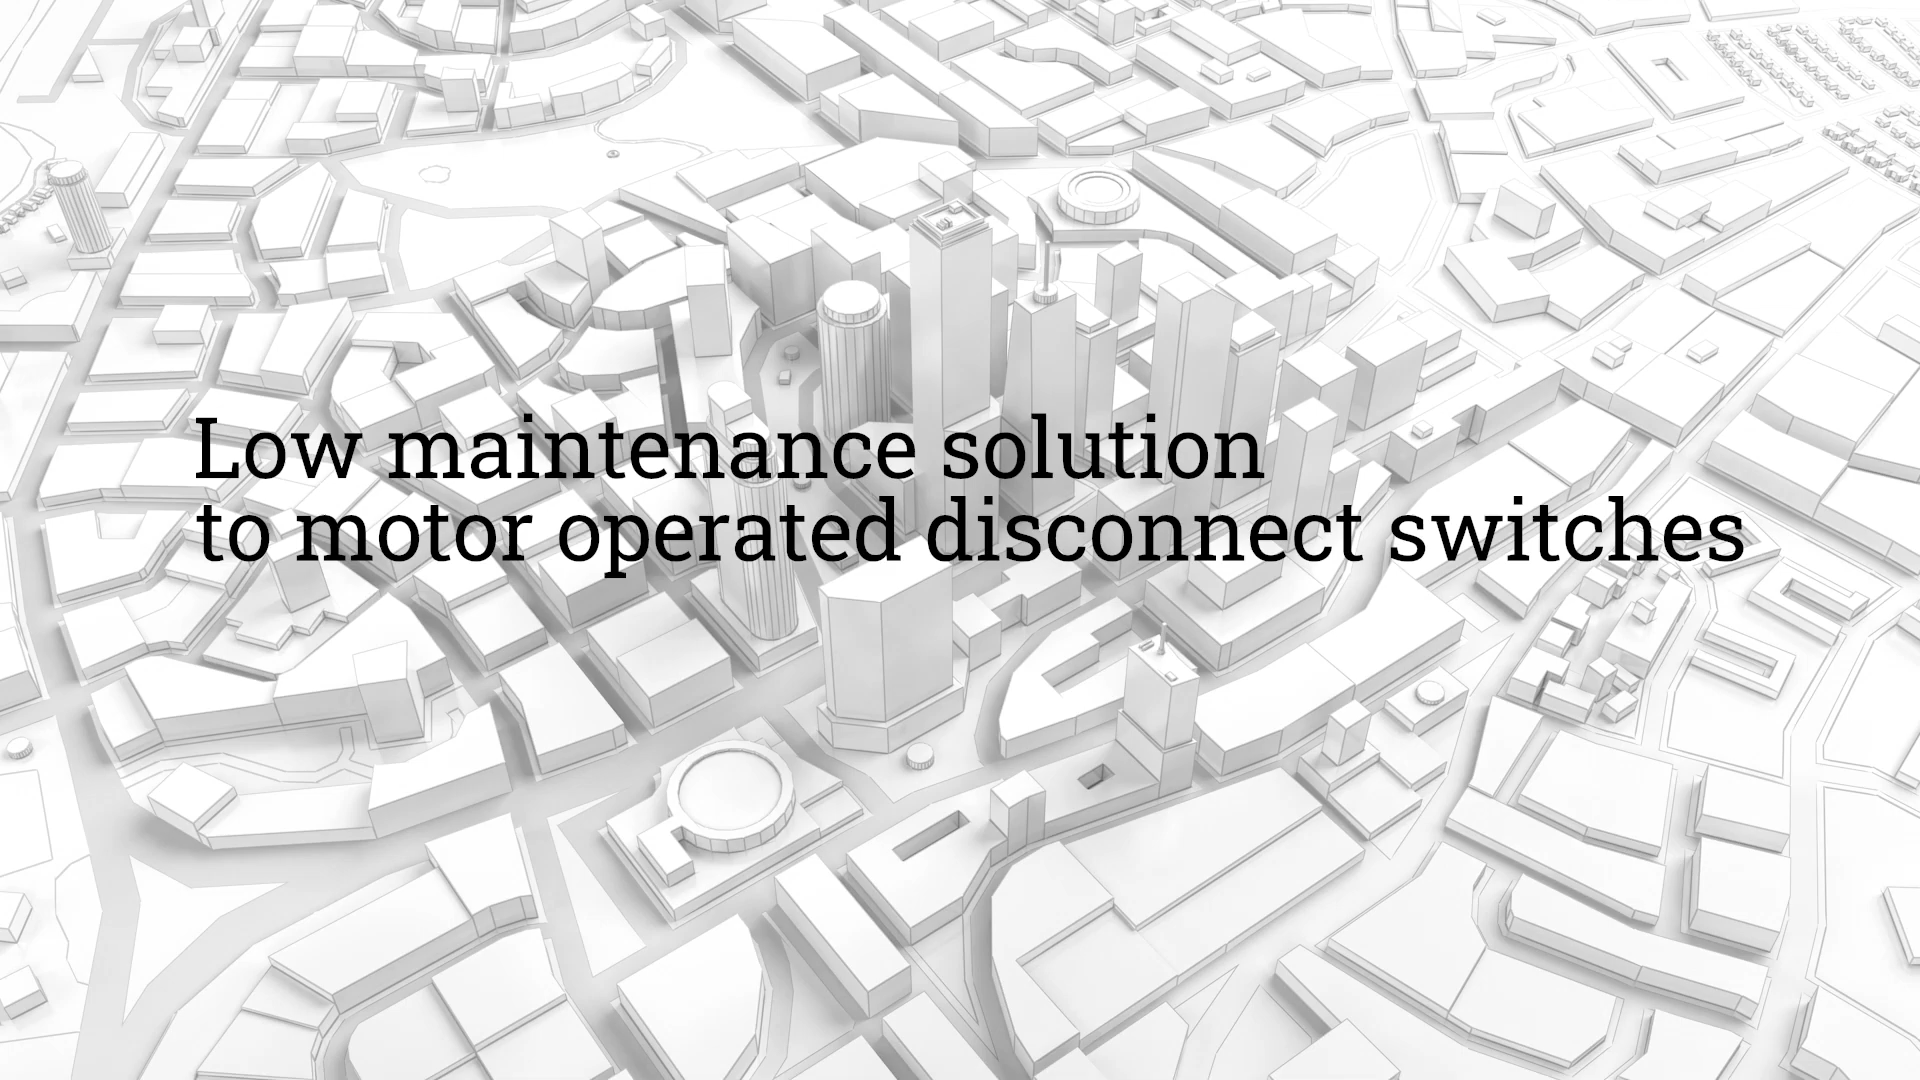 Low maintenance solution
to motor operated disconnect switches